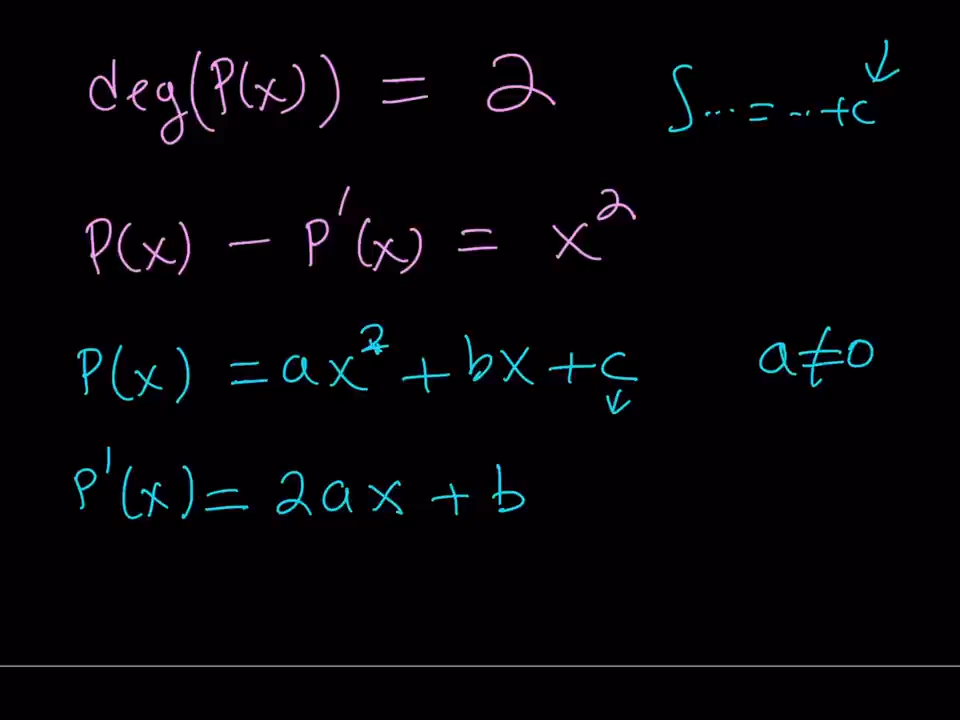 deg(P(x)) = 2 ∫... = ... + c
P(x) − P'(x) = x²
P(x) = ax² + bx + c a≠0
P'(x) = 2ax + b